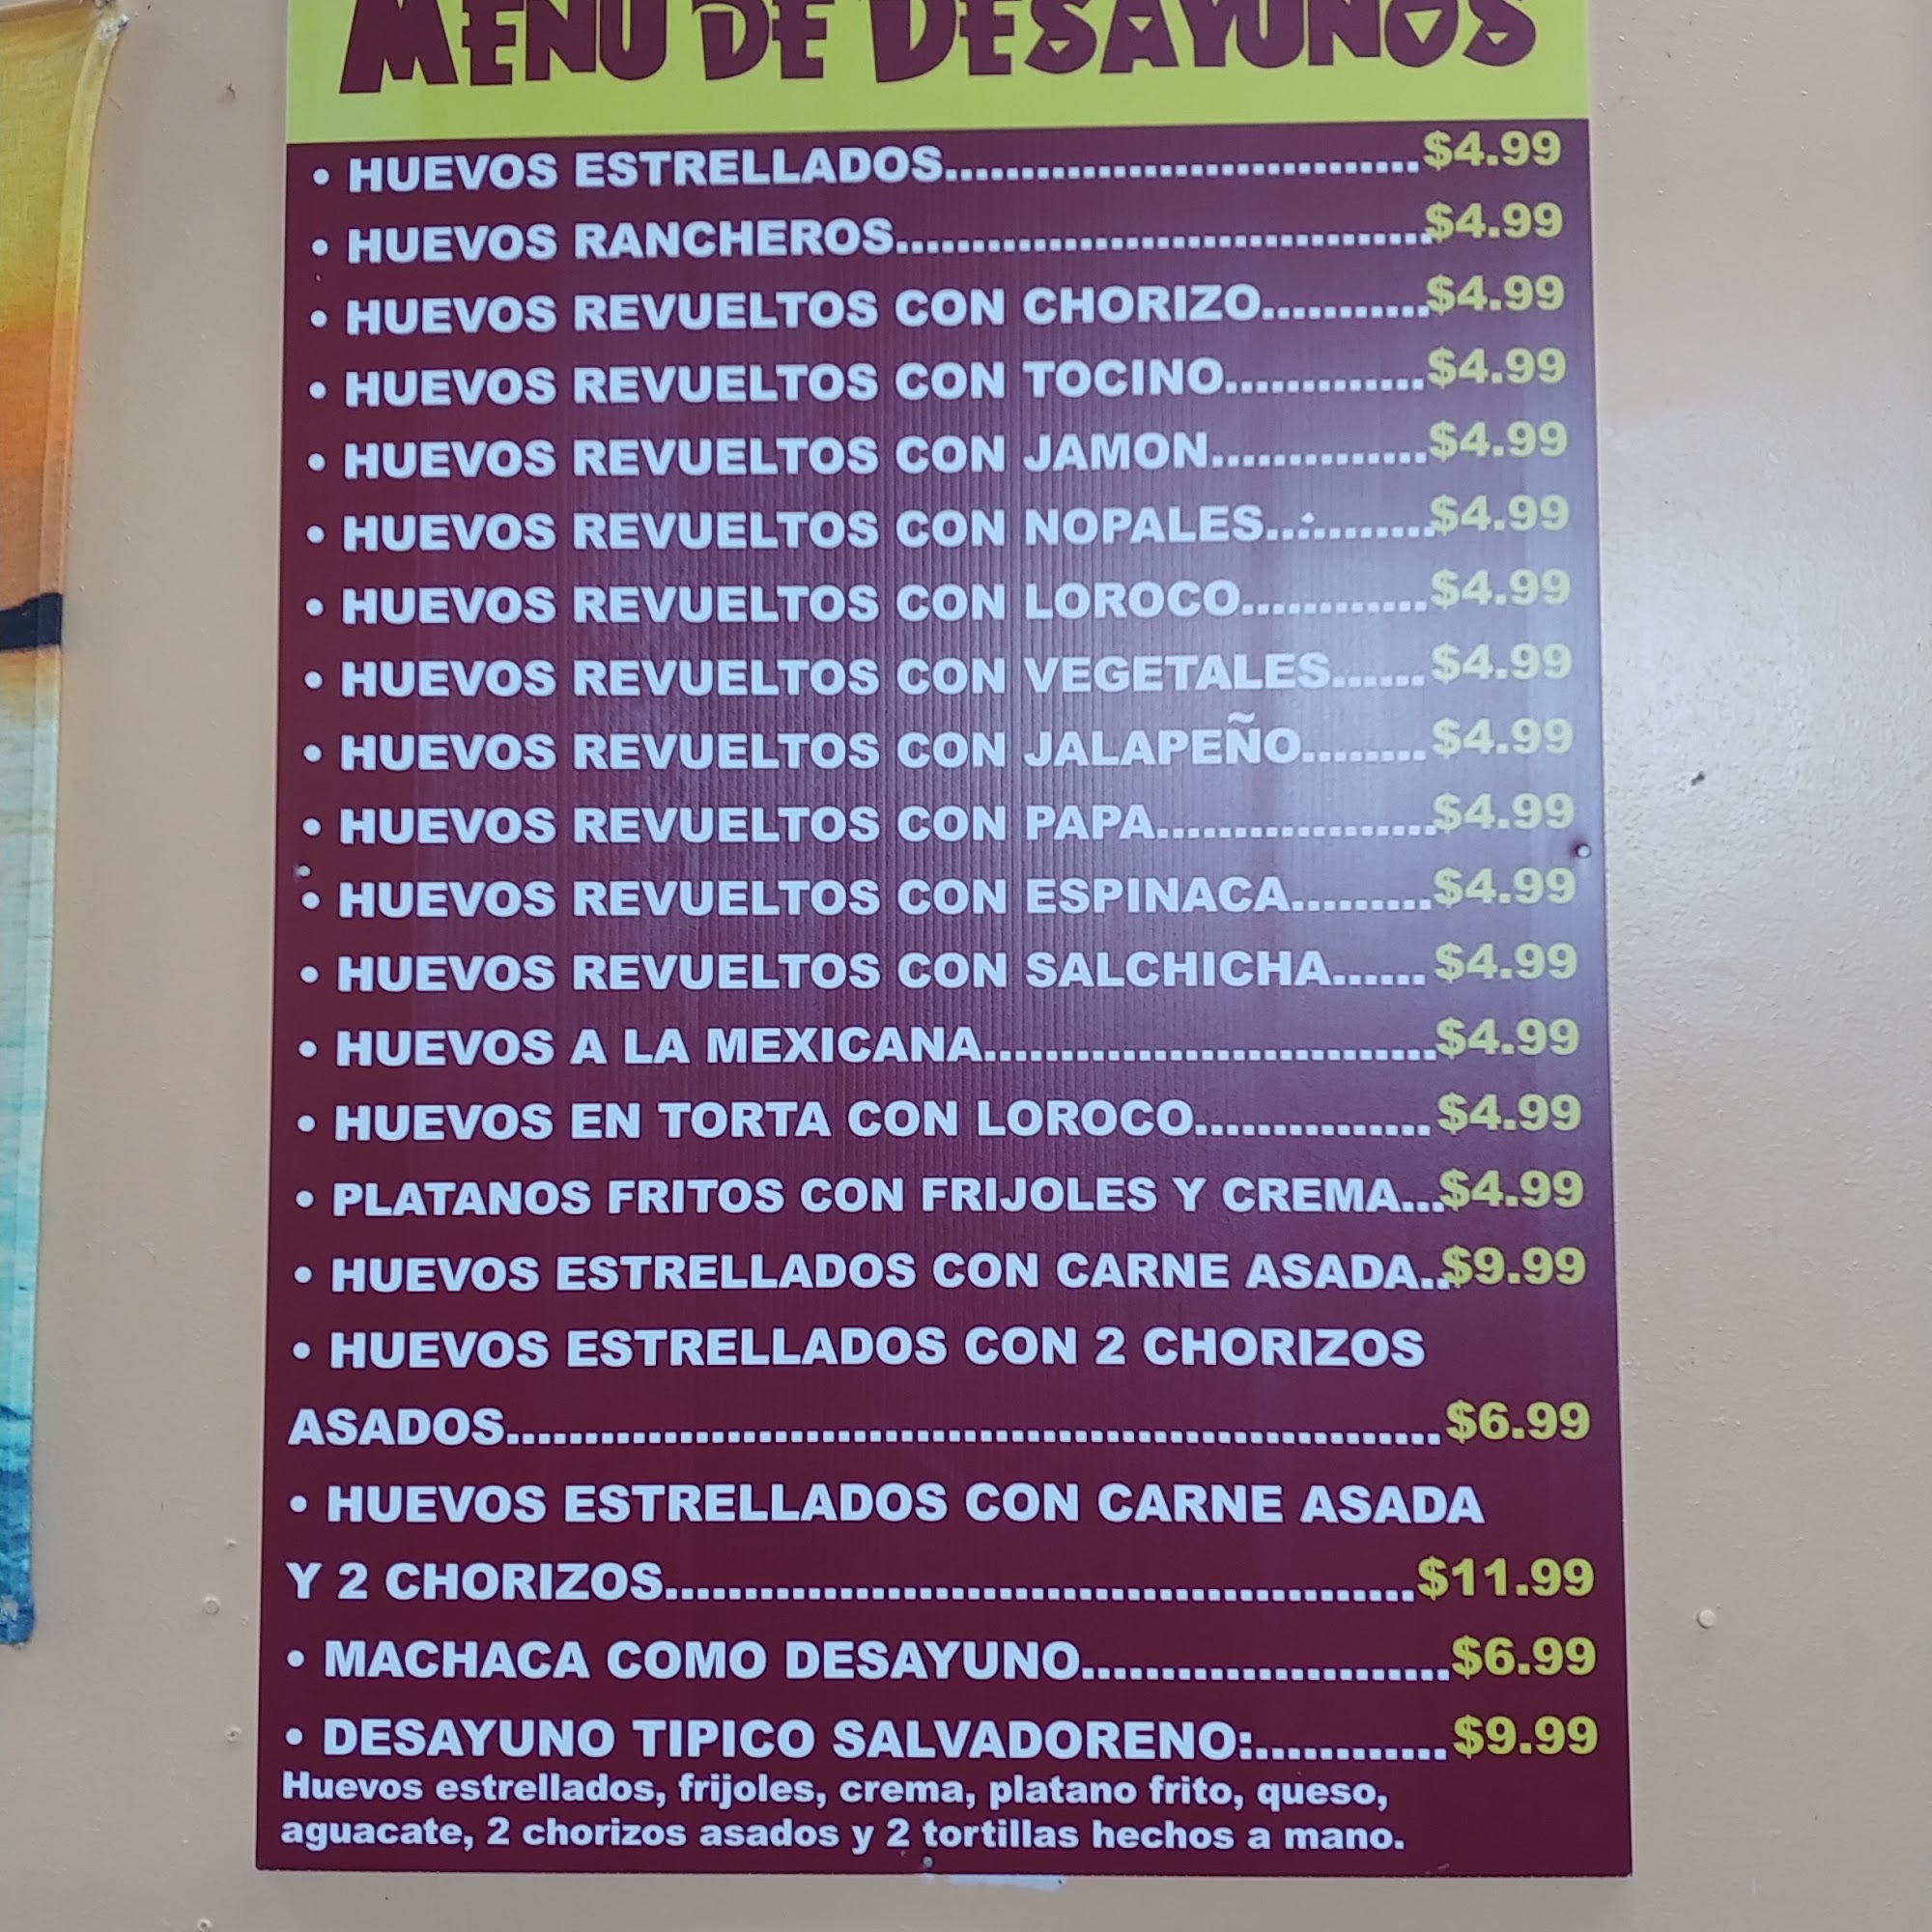 MENU DE DESAYUNOS
• HUEVOS ESTRELLADOS...............................$4.99
• HUEVOS RANCHEROS...................................$4.99
• HUEVOS REVUELTOS CON CHORIZO...........$4.99
• HUEVOS REVUELTOS CON TOCINO.............$4.99
• HUEVOS REVUELTOS CON JAMON..............$4.99
• HUEVOS REVUELTOS CON NOPALES...........$4.99
• HUEVOS REVUELTOS CON LOROCO............$4.99
• HUEVOS REVUELTOS CON VEGETALES......$4.99
• HUEVOS REVUELTOS CON JALAPEÑO........$4.99
• HUEVOS REVUELTOS CON PAPA..................$4.99
• HUEVOS REVUELTOS CON ESPINACA.........$4.99
• HUEVOS REVUELTOS CON SALCHICHA......$4.99
• HUEVOS A LA MEXICANA.............................$4.99
• HUEVOS EN TORTA CON LOROCO...............$4.99
• PLATANOS FRITOS CON FRIJOLES Y CREMA...$4.99
• HUEVOS ESTRELLADOS CON CARNE ASADA..$9.99
• HUEVOS ESTRELLADOS CON 2 CHORIZOS
ASADOS............................................................$6.99
• HUEVOS ESTRELLADOS CON CARNE ASADA
Y 2 CHORIZOS................................................$11.99
• MACHACA COMO DESAYUNO........................$6.99
• DESAYUNO TIPICO SALVADORENO:............$9.99
Huevos estrellados, frijoles, crema, platano frito, queso,
aguacate, 2 chorizos asados y 2 tortillas hechos a mano.